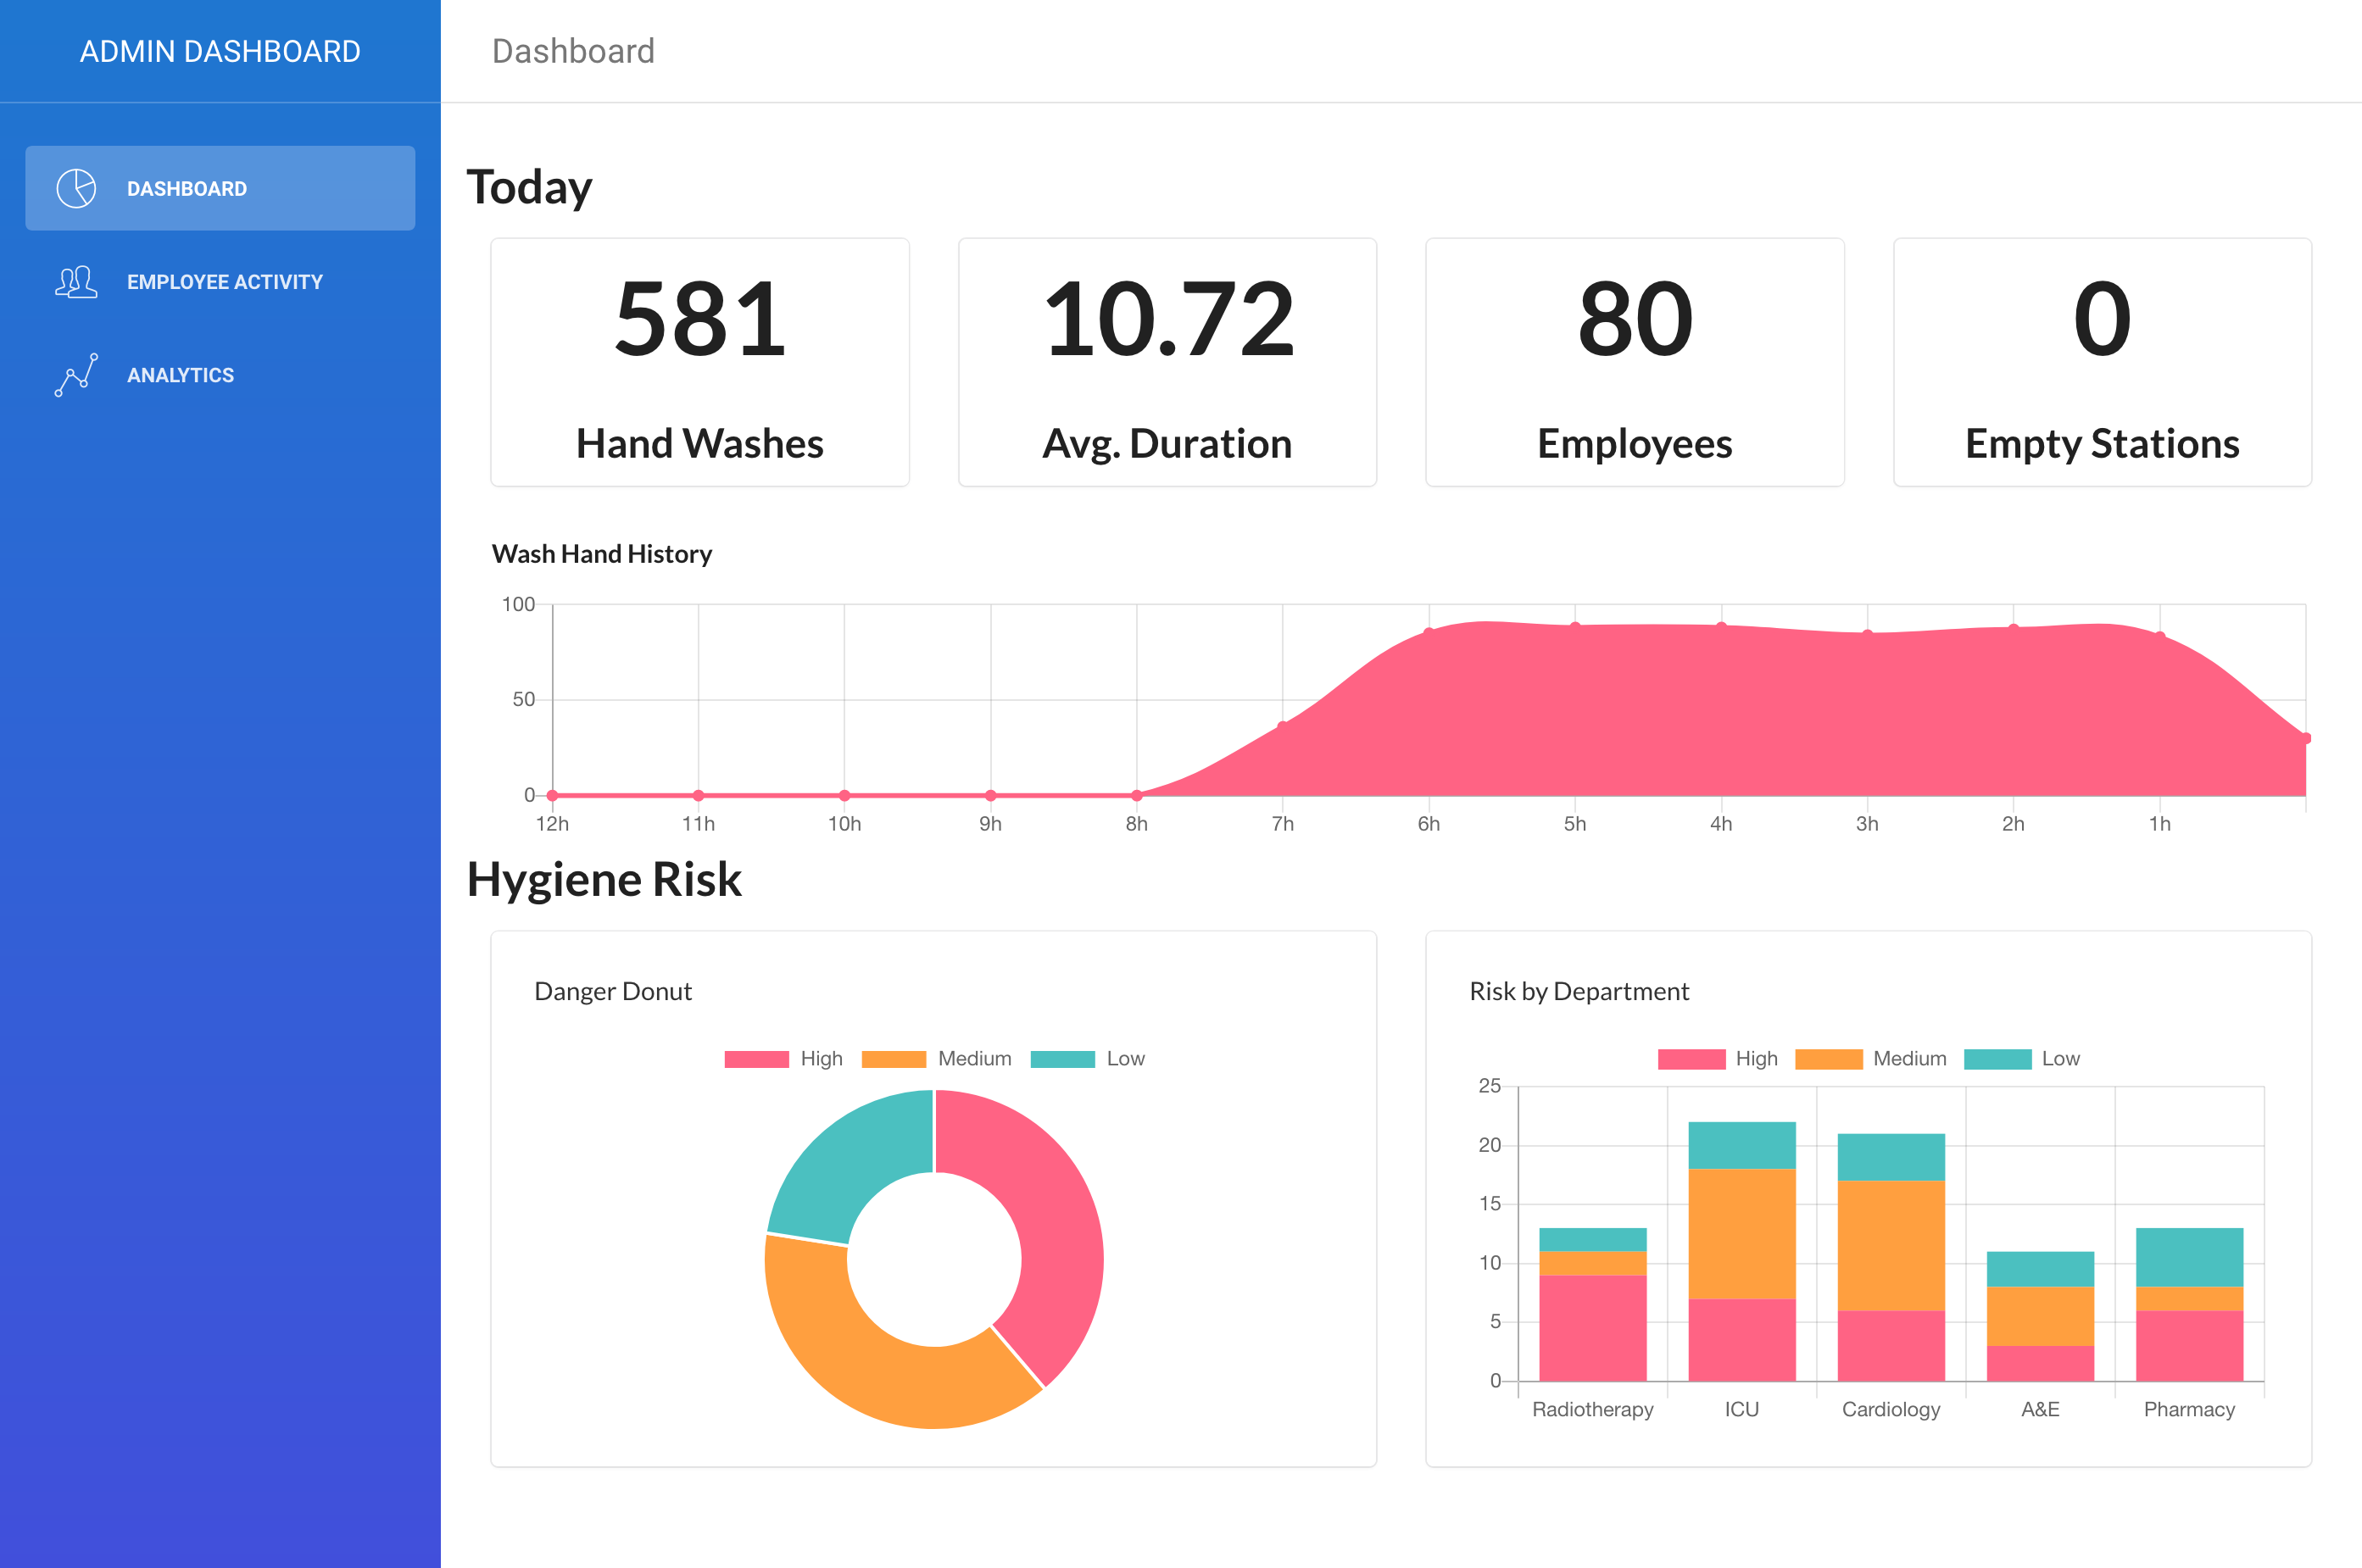 ADMIN DASHBOARD
Dashboard
DASHBOARD
EMPLOYEE ACTIVITY
ANALYTICS
Today
581
Hand Washes
10.72
Avg. Duration
80
Employees
0
Empty Stations
Wash Hand History
100
50
0
12h 11h 10h 9h 8h 7h 6h 5h 4h 3h 2h 1h
Hygiene Risk
Danger Donut
High Medium Low
Risk by Department
High Medium Low
25
20
15
10
5
0
Radiotherapy ICU Cardiology A&E Pharmacy